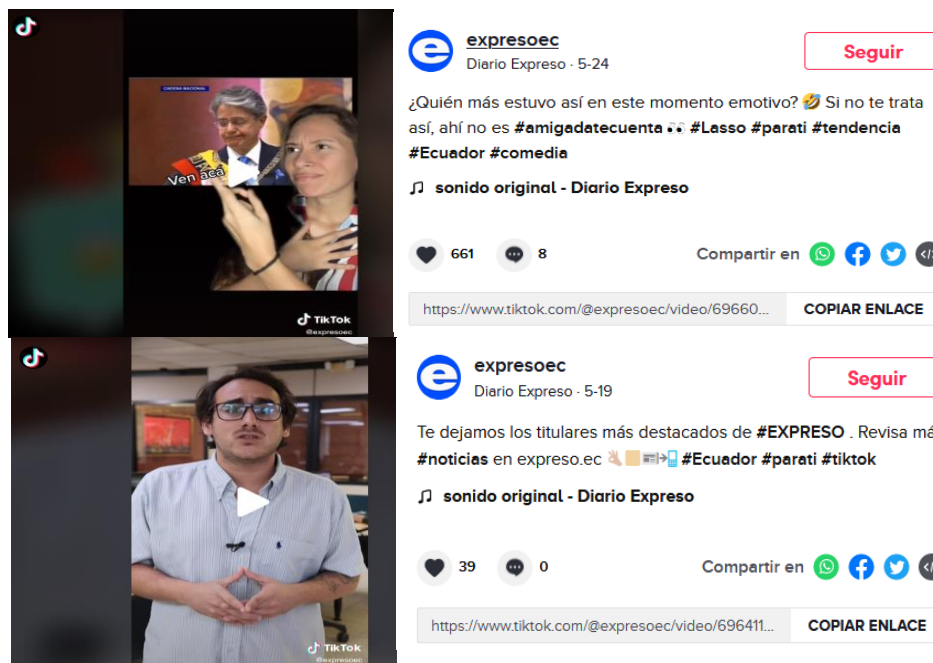 CADENA NACIONAL
Ven acá
TikTok
@expresoec
expresoec
Diario Expreso · 5-24
Seguir
¿Quién más estuvo así en este momento emotivo? 🤣 Si no te trata
así, ahí no es #amigadatecuenta 👀 #Lasso #parati #tendencia
#Ecuador #comedia
♫ sonido original - Diario Expreso
661
8
Compartir en
https://www.tiktok.com/@expresoec/video/69660...
COPIAR ENLACE
TikTok
@expresoec
expresoec
Diario Expreso · 5-19
Seguir
Te dejamos los titulares más destacados de #EXPRESO . Revisa má
#noticias en expreso.ec 👌🏻🟧📰➡📱 #Ecuador #parati #tiktok
♫ sonido original - Diario Expreso
39
0
Compartir en
https://www.tiktok.com/@expresoec/video/696411...
COPIAR ENLACE